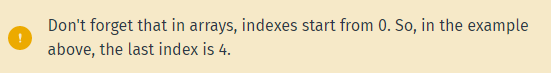 Don't forget that in arrays, indexes start from 0. So, in the example
above, the last index is 4.